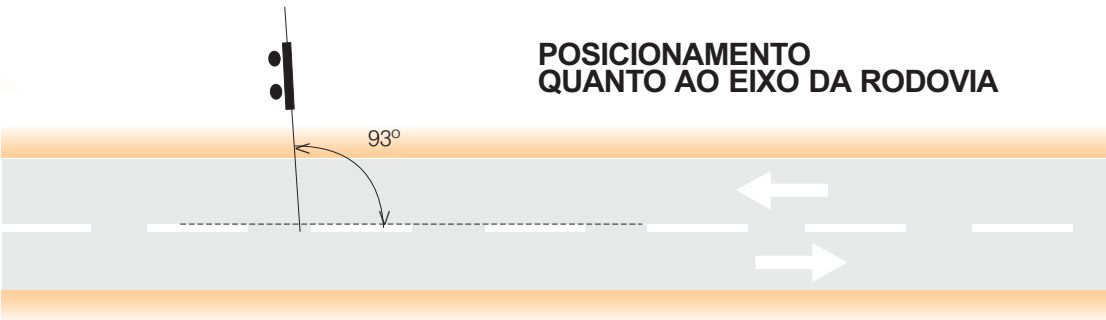 POSICIONAMENTO
QUANTO AO EIXO DA RODOVIA
93º